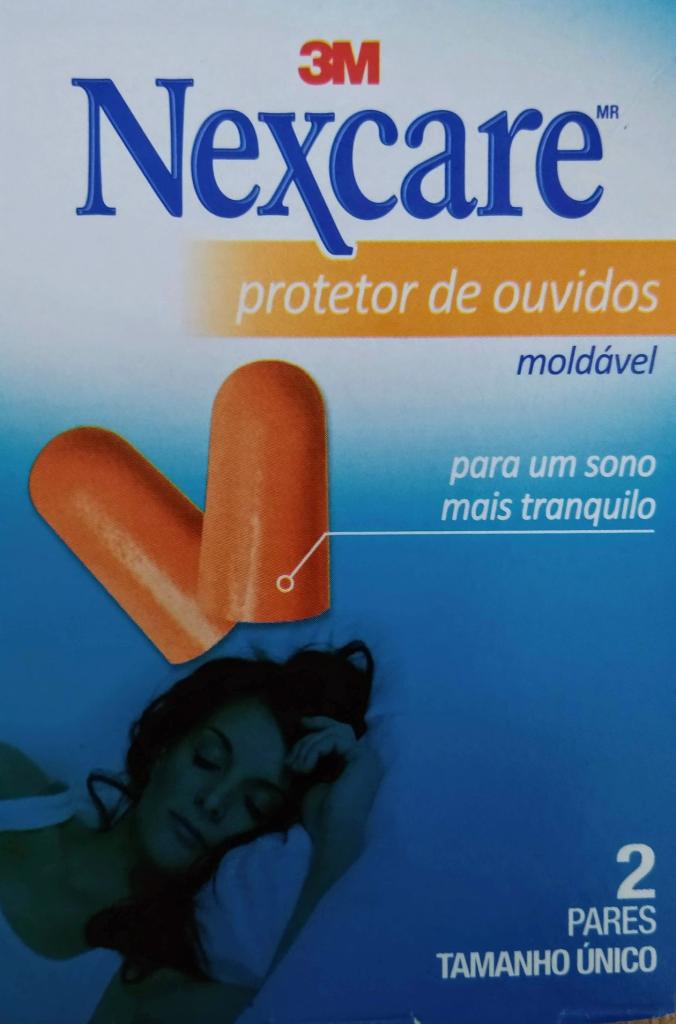 3M
Nexcare MR
protetor de ouvidos
moldável
para um sono
mais tranquilo
2
PARES
TAMANHO ÚNICO